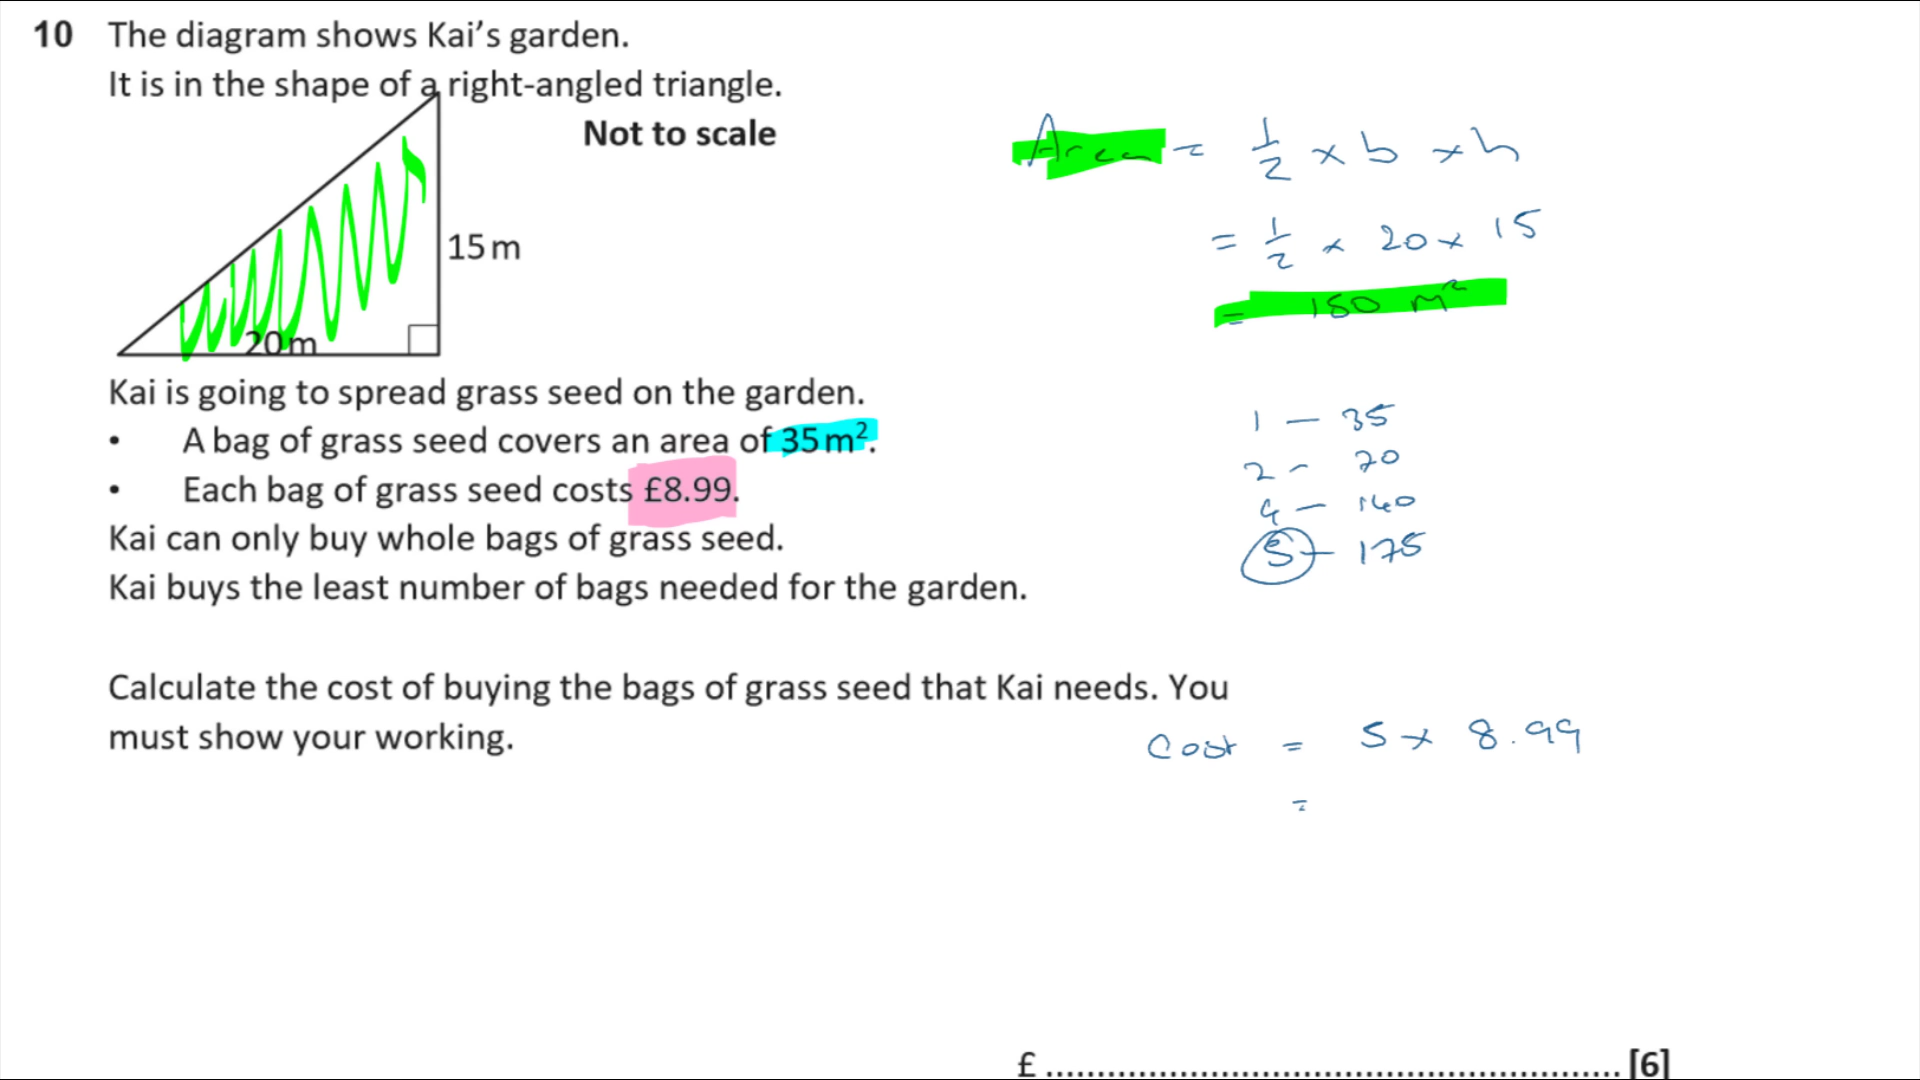 10 The diagram shows Kai's garden.
It is in the shape of a right-angled triangle.
Not to scale
15 m
20 m
Kai is going to spread grass seed on the garden.
• A bag of grass seed covers an area of 35 m².
• Each bag of grass seed costs £8.99.
Kai can only buy whole bags of grass seed.
Kai buys the least number of bags needed for the garden.
Calculate the cost of buying the bags of grass seed that Kai needs. You
must show your working.
£ .......................................................... [6]
Area = 1/2 × b × h
= 1/2 × 20 × 15
= 150 m²
1 – 35
2 – 70
4 – 140
5 – 175
Cost = 5 × 8.99
=